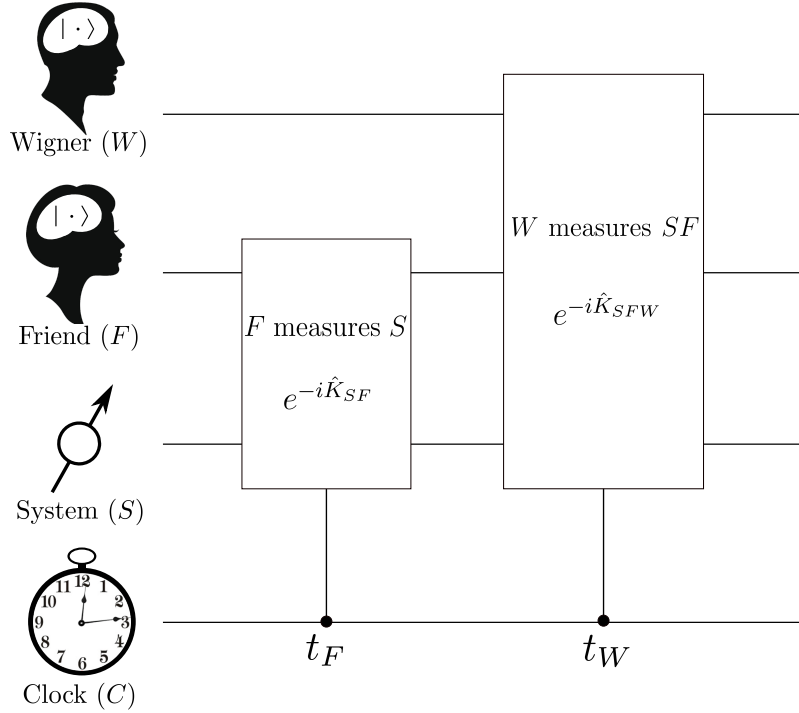 |·⟩
Wigner (W)
|·⟩
Friend (F)
System (S)
11 12 1
10 2
9 3
8 4
7 6 5
Clock (C)
F measures S
e^{-iK̂_{SF}}
W measures SF
e^{-iK̂_{SFW}}
t_F
t_W